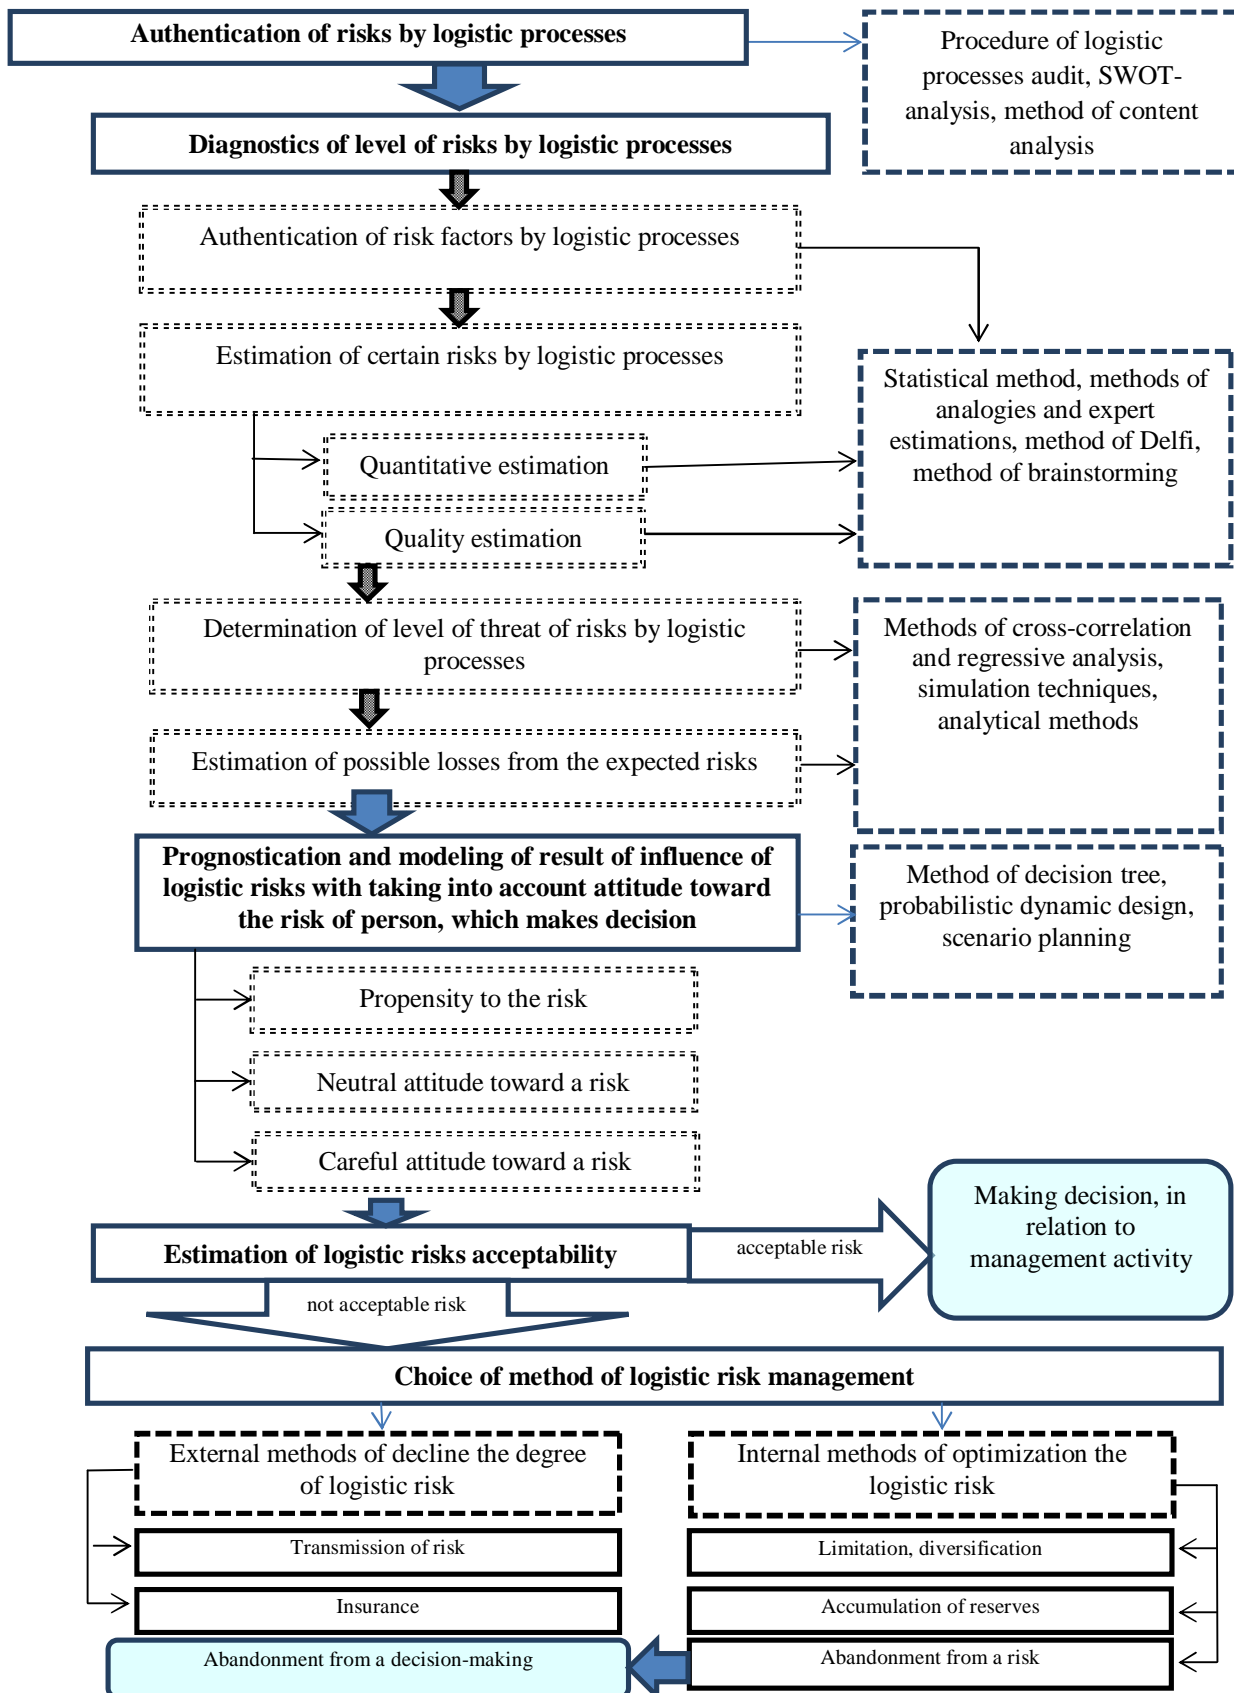 Authentication of risks by logistic processes
Procedure of logistic
processes audit, SWOT-
analysis, method of content
analysis
Diagnostics of level of risks by logistic processes
Authentication of risk factors by logistic processes
Estimation of certain risks by logistic processes
Statistical method, methods of
analogies and expert
estimations, method of Delfi,
method of brainstorming
Quantitative estimation
Quality estimation
Determination of level of threat of risks by logistic
processes
Methods of cross-correlation
and regressive analysis,
simulation techniques,
analytical methods
Estimation of possible losses from the expected risks
Prognostication and modeling of result of influence of
logistic risks with taking into account attitude toward
the risk of person, which makes decision
Method of decision tree,
probabilistic dynamic design,
scenario planning
Propensity to the risk
Neutral attitude toward a risk
Careful attitude toward a risk
Estimation of logistic risks acceptability
acceptable risk
Making decision, in
relation to
management activity
not acceptable risk
Choice of method of logistic risk management
External methods of decline the degree
of logistic risk
Internal methods of optimization the
logistic risk
Transmission of risk
Limitation, diversification
Insurance
Accumulation of reserves
Abandonment from a decision-making
Abandonment from a risk